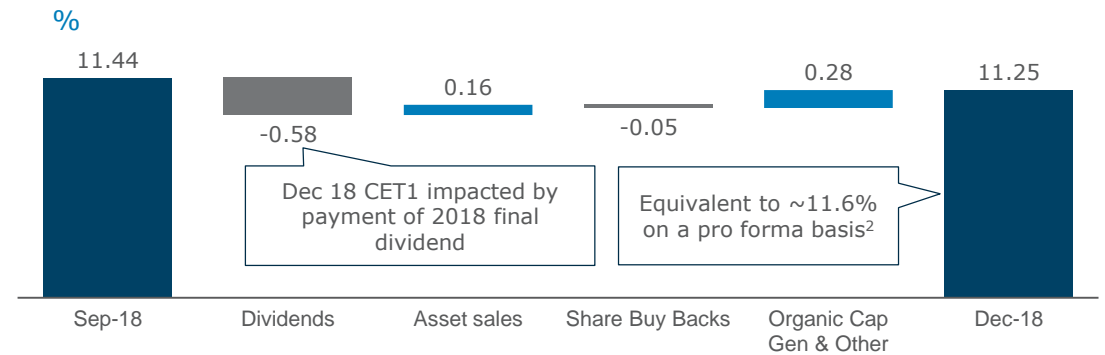 %
11.44
-0.58
0.16
-0.05
0.28
11.25
Dec 18 CET1 impacted by
payment of 2018 final
dividend
Equivalent to ~11.6%
on a pro forma basis²
Sep-18
Dividends
Asset sales
Share Buy Backs
Organic Cap
Gen & Other
Dec-18